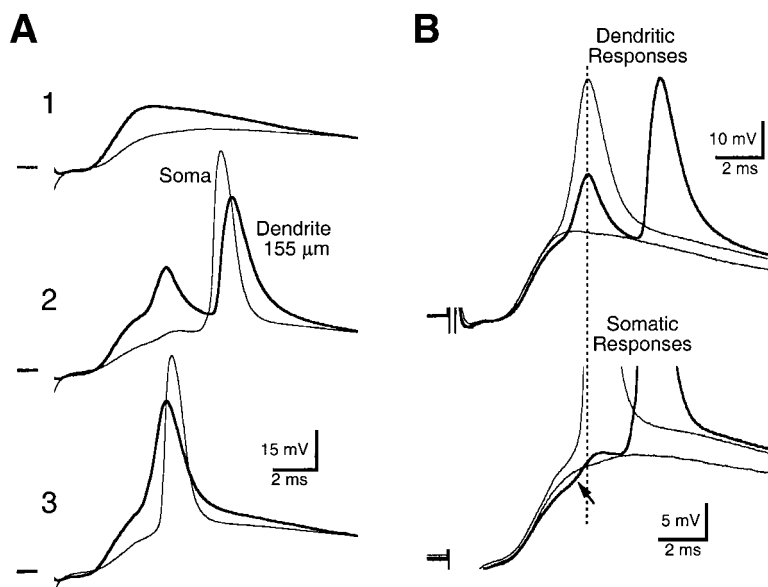 A
1
Soma
Dendrite
155 μm
2
15 mV
2 ms
3
B
Dendritic
Responses
10 mV
2 ms
Somatic
Responses
5 mV
2 ms